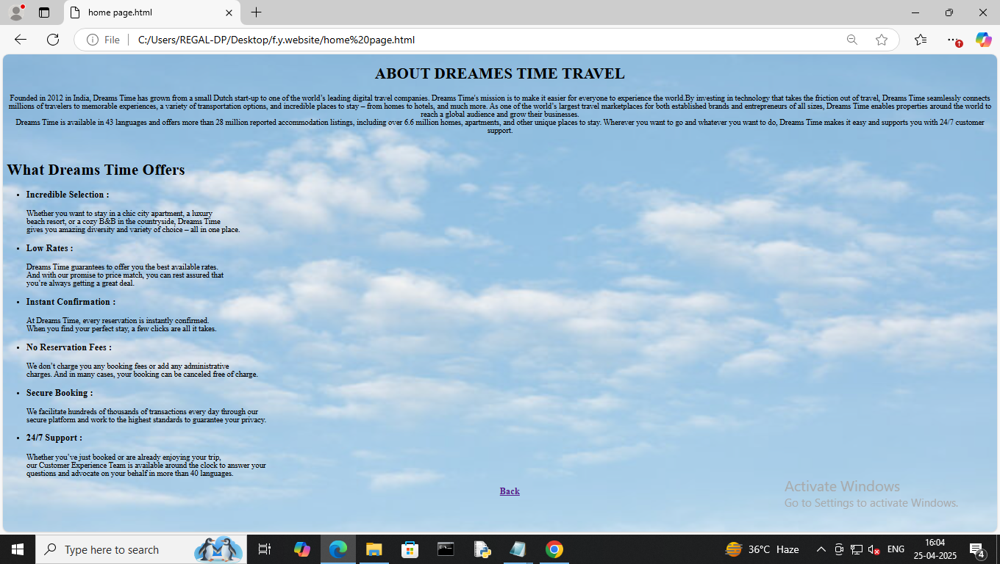 home page.html
File
C:/Users/REGAL-DP/Desktop/f.y.website/home%20page.html
ABOUT DREAMES TIME TRAVEL
Founded in 2012 in India, Dreams Time has grown from a small Dutch start-up to one of the world’s leading digital travel companies. Dreams Time's mission is to make it easier for everyone to experience the world.By investing in technology that takes the friction out of travel, Dreams Time seamlessly connects
millions of travelers to memorable experiences, a variety of transportation options, and incredible places to stay – from homes to hotels, and much more. As one of the world’s largest travel marketplaces for both established brands and entrepreneurs of all sizes, Dreams Time enables properties around the world to
reach a global audience and grow their businesses.
Dreams Time is available in 43 languages and offers more than 28 million reported accommodation listings, including over 6.6 million homes, apartments, and other unique places to stay. Wherever you want to go and whatever you want to do, Dreams Time makes it easy and supports you with 24/7 customer
support.
What Dreams Time Offers
• Incredible Selection :
Whether you want to stay in a chic city apartment, a luxury
beach resort, or a cozy B&B in the countryside, Dreams Time
gives you amazing diversity and variety of choice – all in one place.
• Low Rates :
Dreams Time guarantees to offer you the best available rates.
And with our promise to price match, you can rest assured that
you’re always getting a great deal.
• Instant Confirmation :
At Dreams Time, every reservation is instantly confirmed.
When you find your perfect stay, a few clicks are all it takes.
• No Reservation Fees :
We don’t charge you any booking fees or add any administrative
charges. And in many cases, your booking can be canceled free of charge.
• Secure Booking :
We facilitate hundreds of thousands of transactions every day through our
secure platform and work to the highest standards to guarantee your privacy.
• 24/7 Support :
Whether you’ve just booked or are already enjoying your trip,
our Customer Experience Team is available around the clock to answer your
questions and advocate on your behalf in more than 40 languages.
Back
Activate Windows
Go to Settings to activate Windows.
Type here to search
36°C Haze
ENG
16:04
25-04-2025
4